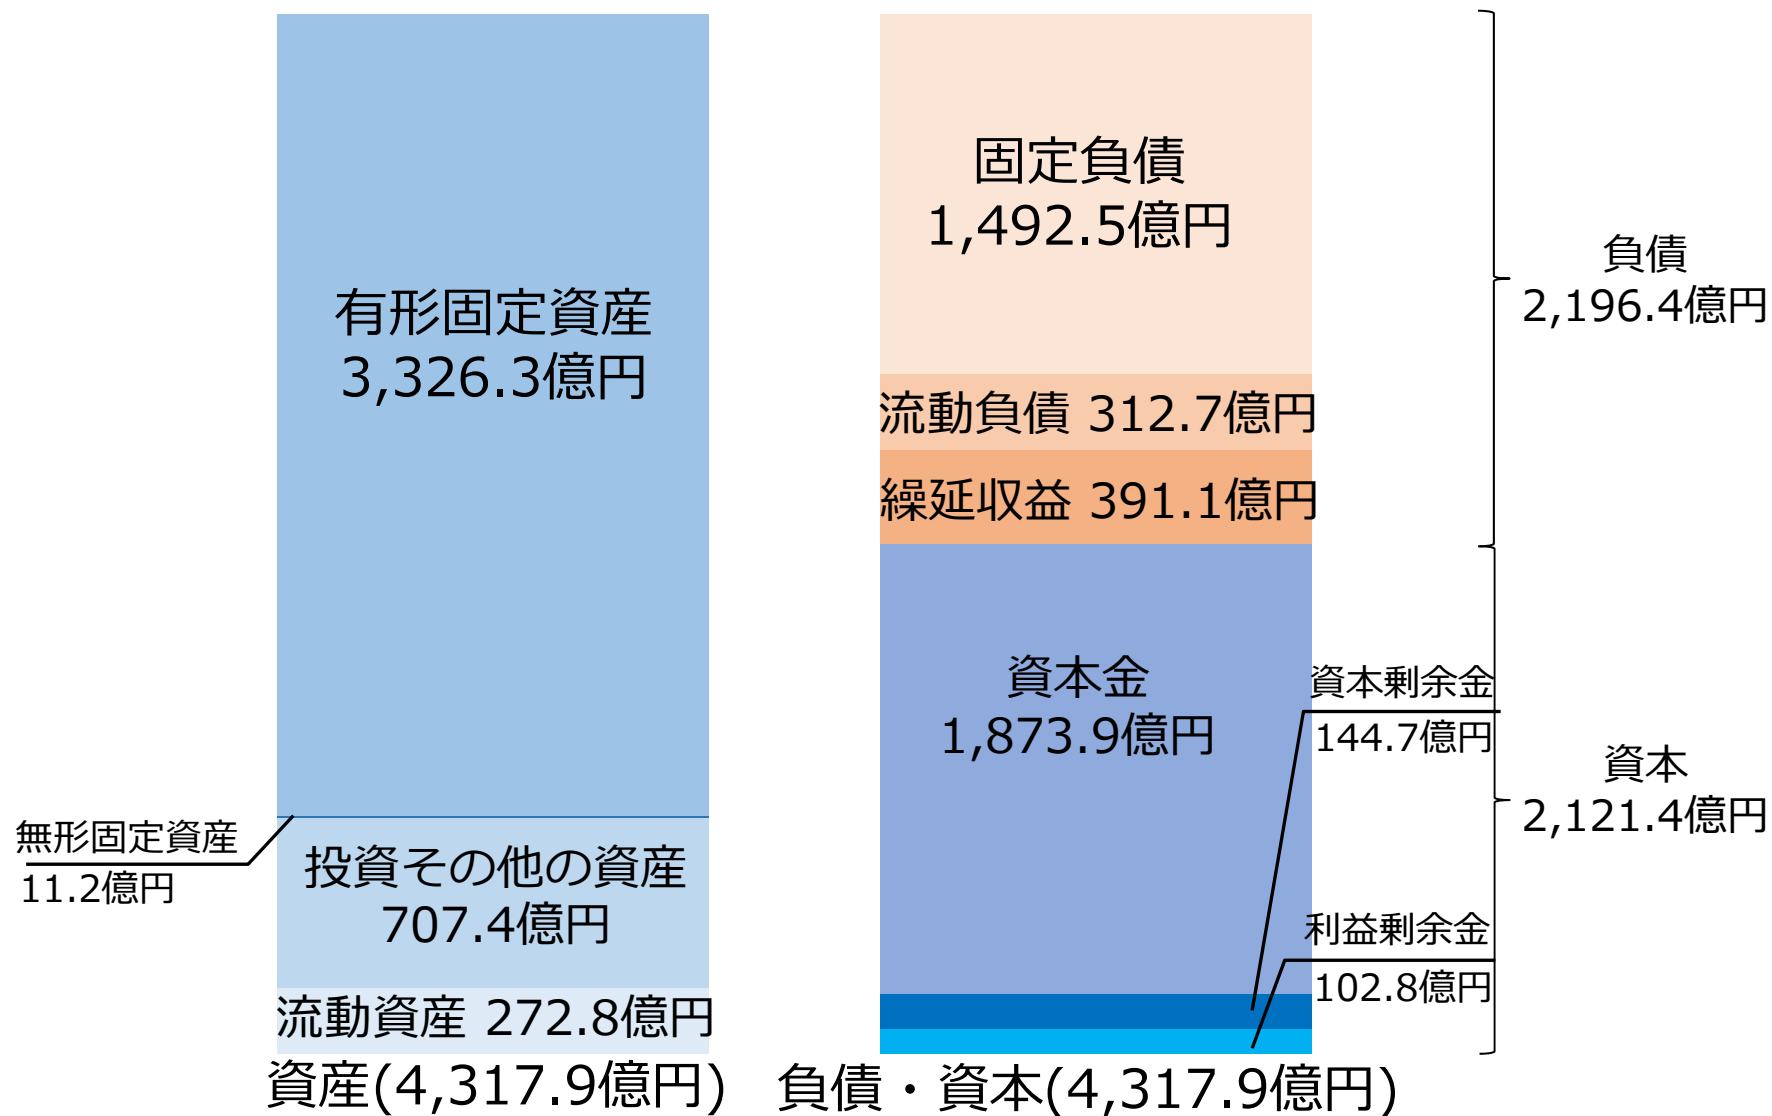 有形固定資産
3,326.3億円
無形固定資産
11.2億円
投資その他の資産
707.4億円
流動資産 272.8億円
資産(4,317.9億円)
固定負債
1,492.5億円
流動負債 312.7億円
繰延収益 391.1億円
資本金
1,873.9億円
資本剰余金
144.7億円
利益剰余金
102.8億円
負債・資本(4,317.9億円)
負債
2,196.4億円
資本
2,121.4億円